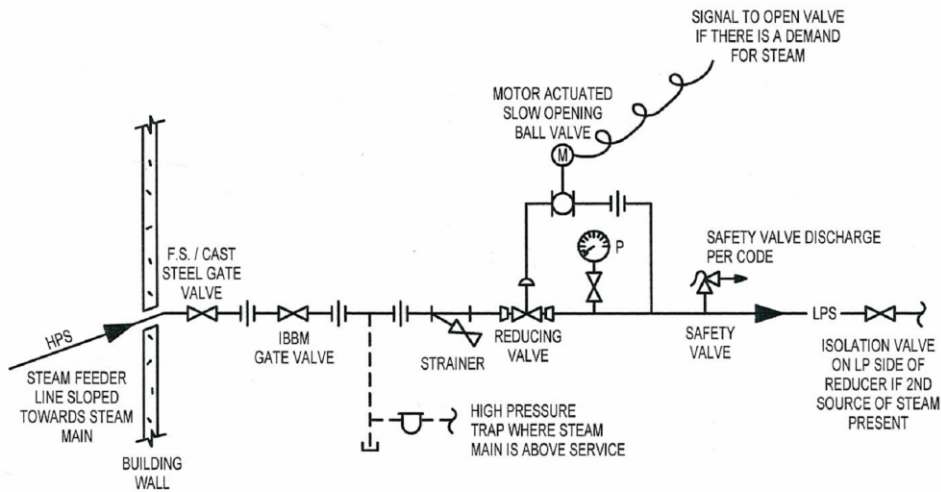 SIGNAL TO OPEN VALVE
IF THERE IS A DEMAND
FOR STEAM
MOTOR ACTUATED
SLOW OPENING
BALL VALVE
M
P
SAFETY VALVE DISCHARGE
PER CODE
F.S. / CAST
STEEL GATE
VALVE
HPS
IBBM
GATE VALVE
STRAINER
REDUCING
VALVE
SAFETY
VALVE
LPS
ISOLATION VALVE
ON LP SIDE OF
REDUCER IF 2ND
SOURCE OF STEAM
PRESENT
STEAM FEEDER
LINE SLOPED
TOWARDS STEAM
MAIN
HIGH PRESSURE
TRAP WHERE STEAM
MAIN IS ABOVE SERVICE
BUILDING
WALL